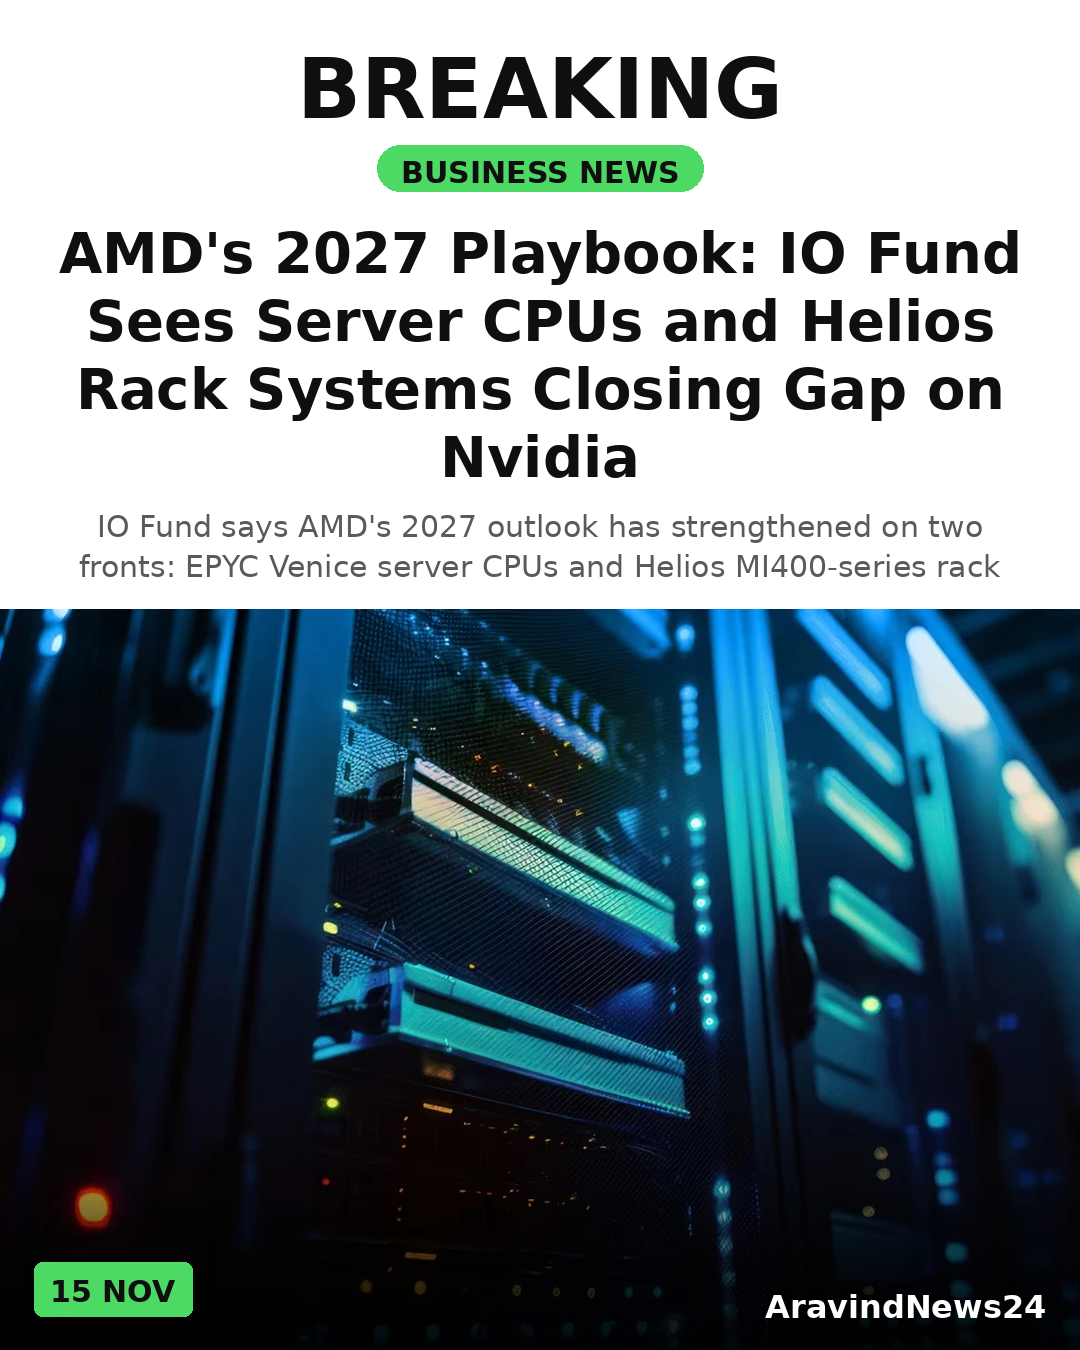 BREAKING
BUSINESS NEWS
AMD's 2027 Playbook: IO Fund
Sees Server CPUs and Helios
Rack Systems Closing Gap on
Nvidia
IO Fund says AMD's 2027 outlook has strengthened on two
fronts: EPYC Venice server CPUs and Helios MI400-series rack
15 NOV
AravindNews24